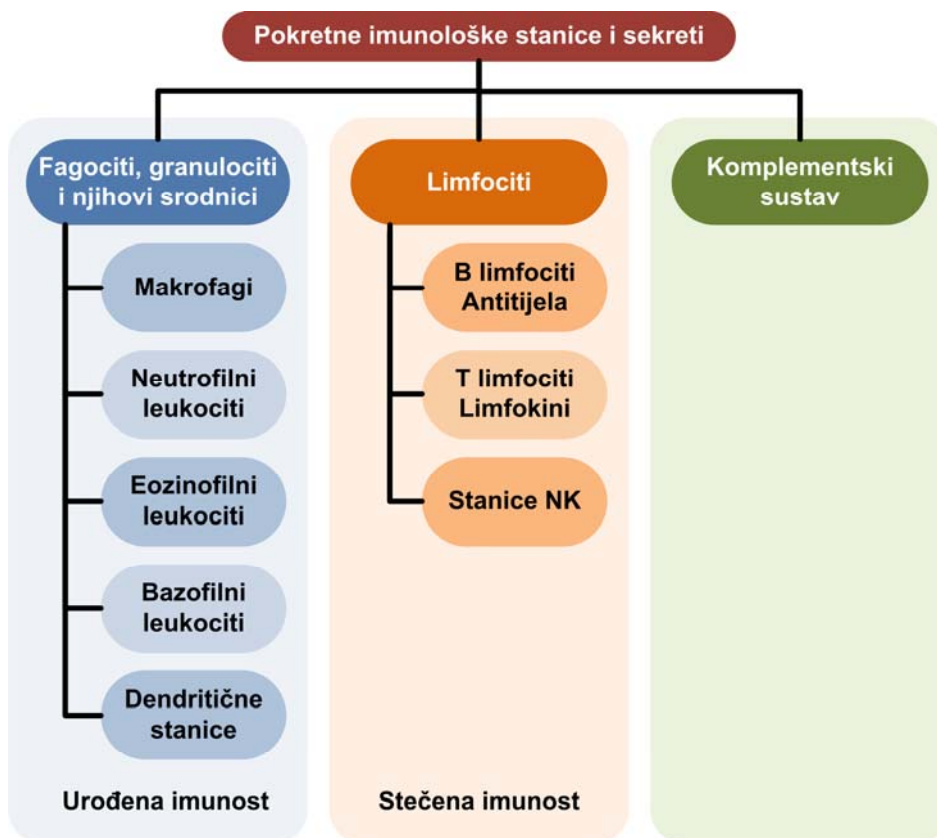 Pokretne imunološke stanice i sekreti
Fagociti, granulociti
i njihovi srodnici
Makrofagi
Neutrofilni
leukociti
Eozinofilni
leukociti
Bazofilni
leukociti
Dendritične
stanice
Urođena imunost
Limfociti
B limfociti
Antitijela
T limfociti
Limfokini
Stanice NK
Stečena imunost
Komplementski
sustav